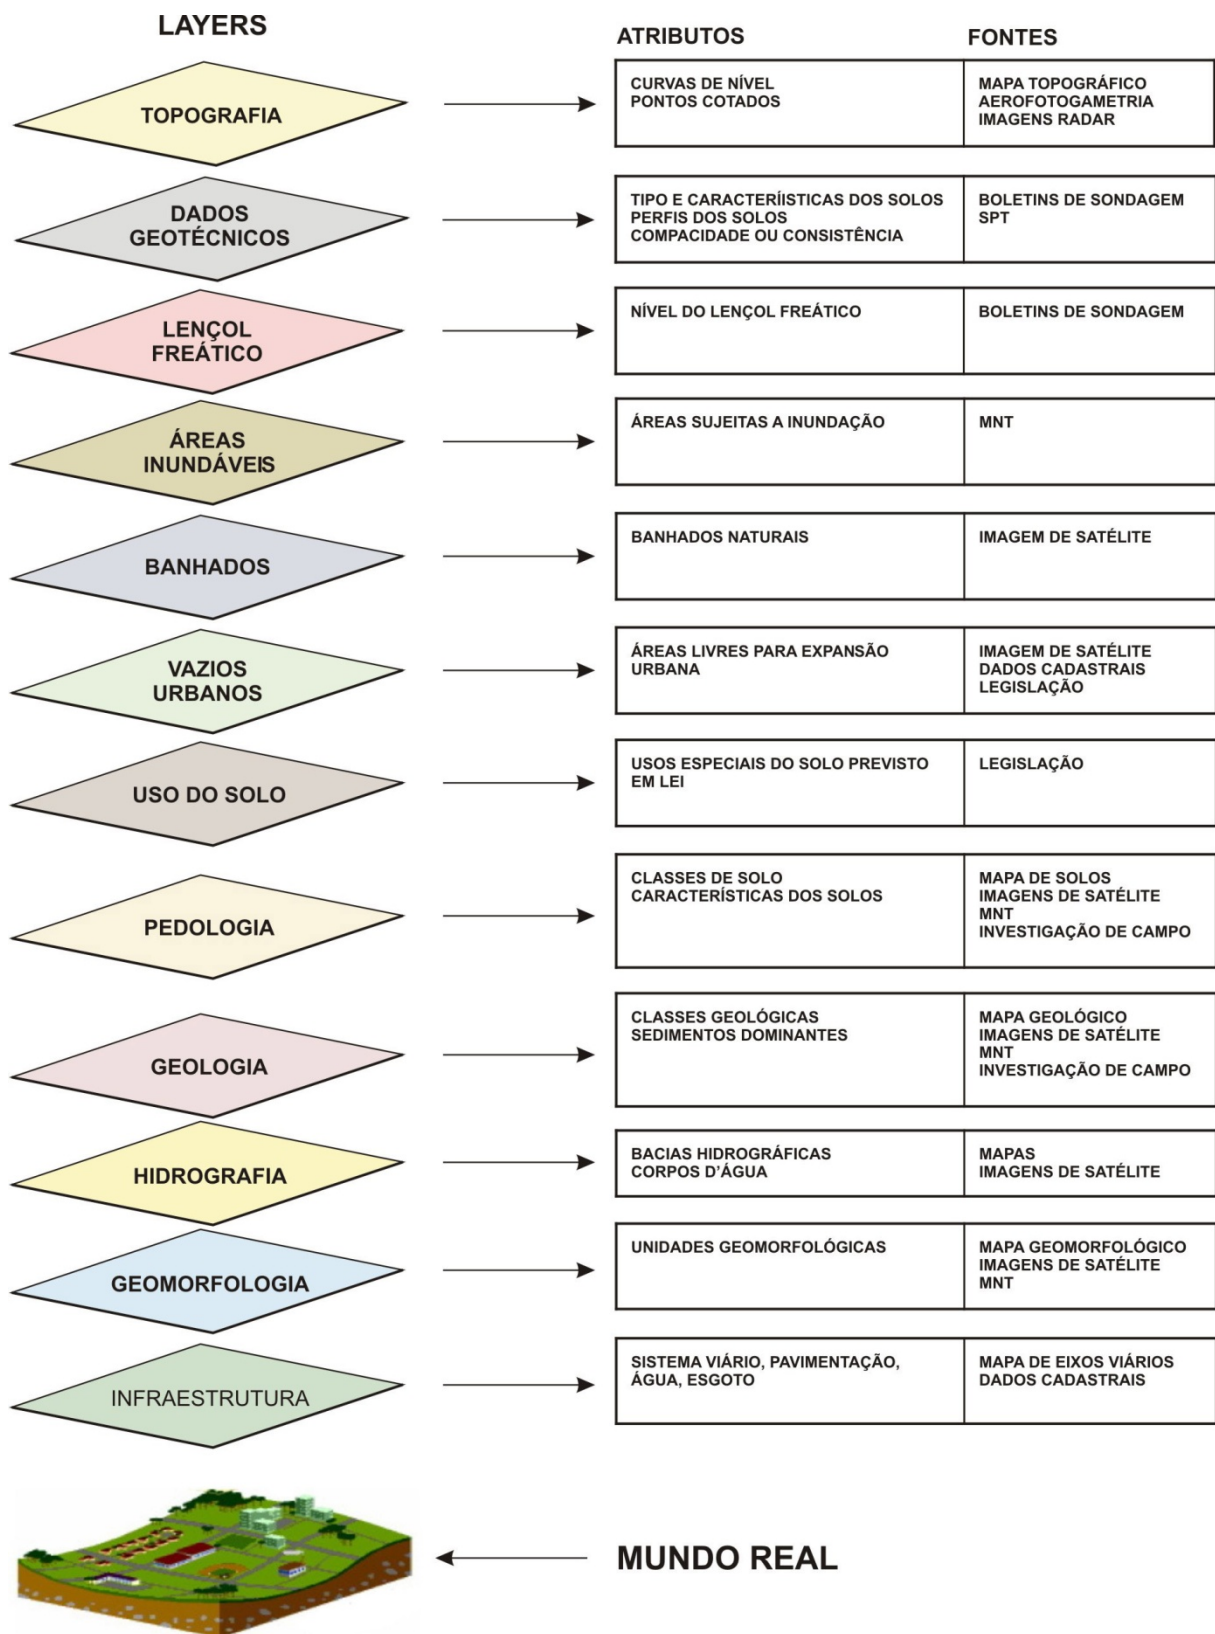 LAYERS
ATRIBUTOS
FONTES
TOPOGRAFIA
CURVAS DE NÍVEL
PONTOS COTADOS
MAPA TOPOGRÁFICO
AEROFOTOGAMETRIA
IMAGENS RADAR
DADOS
GEOTÉCNICOS
TIPO E CARACTERÍISTICAS DOS SOLOS
PERFIS DOS SOLOS
COMPACIDADE OU CONSISTÊNCIA
BOLETINS DE SONDAGEM
SPT
LENÇOL
FREÁTICO
NÍVEL DO LENÇOL FREÁTICO
BOLETINS DE SONDAGEM
ÁREAS
INUNDÁVEIS
ÁREAS SUJEITAS A INUNDAÇÃO
MNT
BANHADOS
BANHADOS NATURAIS
IMAGEM DE SATÉLITE
VAZIOS
URBANOS
ÁREAS LIVRES PARA EXPANSÃO
URBANA
IMAGEM DE SATÉLITE
DADOS CADASTRAIS
LEGISLAÇÃO
USO DO SOLO
USOS ESPECIAIS DO SOLO PREVISTO
EM LEI
LEGISLAÇÃO
PEDOLOGIA
CLASSES DE SOLO
CARACTERÍSTICAS DOS SOLOS
MAPA DE SOLOS
IMAGENS DE SATÉLITE
MNT
INVESTIGAÇÃO DE CAMPO
GEOLOGIA
CLASSES GEOLÓGICAS
SEDIMENTOS DOMINANTES
MAPA GEOLÓGICO
IMAGENS DE SATÉLITE
MNT
INVESTIGAÇÃO DE CAMPO
HIDROGRAFIA
BACIAS HIDROGRÁFICAS
CORPOS D'ÁGUA
MAPAS
IMAGENS DE SATÉLITE
GEOMORFOLOGIA
UNIDADES GEOMORFOLÓGICAS
MAPA GEOMORFOLÓGICO
IMAGENS DE SATÉLITE
MNT
INFRAESTRUTURA
SISTEMA VIÁRIO, PAVIMENTAÇÃO,
ÁGUA, ESGOTO
MAPA DE EIXOS VIÁRIOS
DADOS CADASTRAIS
MUNDO REAL